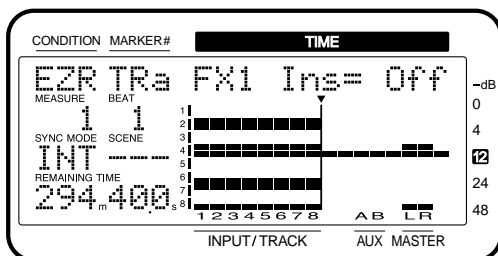 CONDITION MARKER# TIME
EZR TRa FX1 Ins= Off
MEASURE BEAT
1 1
SYNC MODE SCENE
INT ---
REMAINING TIME
294m40.0s
1
2
3
4
5
6
7
8
1 2 3 4 5 6 7 8 A B L R
INPUT/TRACK AUX MASTER
–dB
0
4
12
24
48